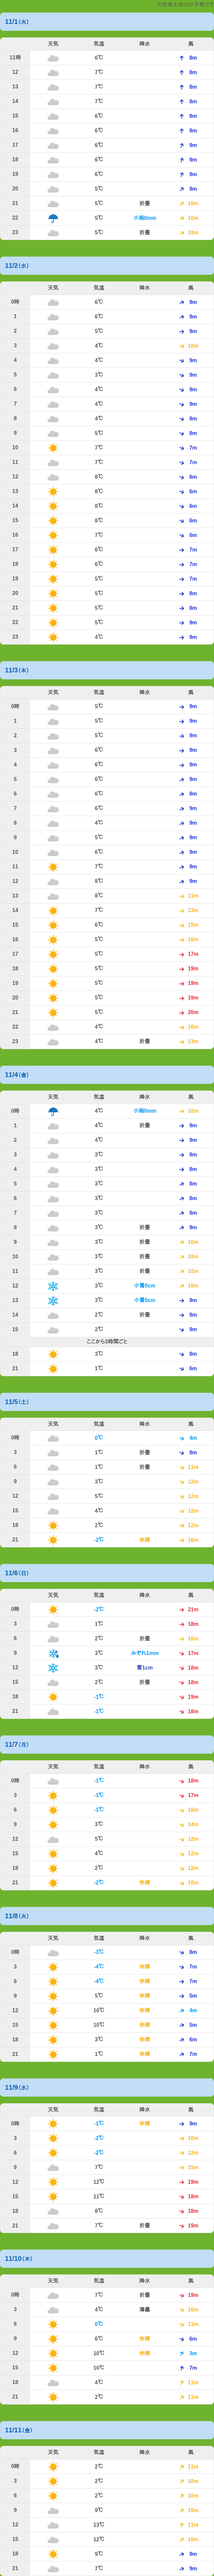 ※岩湯大池山小手前です
11/1(火)
天気 気温 降水 風
11時 6℃ 8m
12 7℃ 8m
13 7℃ 8m
14 7℃ 8m
15 6℃ 8m
16 6℃ 8m
17 6℃ 9m
18 6℃ 9m
19 6℃ 9m
20 5℃ 9m
21 5℃ 折曇 10m
22 5℃ 小雨0mm 10m
23 5℃ 折曇 10m
11/2(水)
天気 気温 降水 風
0時 6℃ 9m
1 6℃ 9m
2 5℃ 9m
3 4℃ 10m
4 4℃ 9m
5 3℃ 9m
6 4℃ 9m
7 4℃ 9m
8 4℃ 8m
9 5℃ 8m
10 7℃ 7m
11 7℃ 7m
12 8℃ 6m
13 8℃ 6m
14 8℃ 6m
15 8℃ 6m
16 7℃ 6m
17 6℃ 7m
18 6℃ 7m
19 5℃ 7m
20 5℃ 8m
21 5℃ 8m
22 5℃ 9m
23 4℃ 9m
11/3(木)
天気 気温 降水 風
0時 5℃ 9m
1 5℃ 9m
2 5℃ 9m
3 6℃ 9m
4 6℃ 9m
5 6℃ 9m
6 6℃ 8m
7 6℃ 9m
8 4℃ 9m
9 5℃ 9m
10 6℃ 9m
11 7℃ 9m
12 8℃ 9m
13 8℃ 11m
14 7℃ 13m
15 6℃ 15m
16 5℃ 16m
17 5℃ 17m
18 5℃ 19m
19 5℃ 19m
20 5℃ 19m
21 5℃ 20m
22 4℃ 16m
23 4℃ 折曇 13m
11/4(金)
天気 気温 降水 風
0時 4℃ 小雨0mm 10m
1 4℃ 折曇 9m
2 4℃ 9m
3 3℃ 8m
4 3℃ 8m
5 3℃ 8m
6 3℃ 8m
7 3℃ 8m
8 3℃ 折曇 9m
9 3℃ 折曇 10m
10 3℃ 折曇 10m
11 3℃ 折曇 10m
12 3℃ 小雪0cm 10m
13 3℃ 小雪0cm 9m
14 2℃ 折曇 9m
15 2℃ 9m
ここから3時間ごと
18 3℃ 8m
21 1℃ 6m
11/5(土)
天気 気温 降水 風
0時 0℃ 4m
3 1℃ 折曇 8m
6 1℃ 折曇 11m
9 3℃ 12m
12 5℃ 12m
15 4℃ 12m
18 2℃ 12m
21 -2℃ 快晴 16m
11/6(日)
天気 気温 降水 風
0時 -2℃ 21m
3 1℃ 18m
6 2℃ 折曇 16m
9 3℃ みぞれ1mm 17m
12 3℃ 雪1cm 18m
15 2℃ 折曇 18m
18 -1℃ 19m
21 -1℃ 18m
11/7(月)
天気 気温 降水 風
0時 -1℃ 18m
3 -1℃ 17m
6 -1℃ 16m
9 3℃ 14m
12 5℃ 12m
15 4℃ 12m
18 2℃ 12m
21 -2℃ 快晴 10m
11/8(火)
天気 気温 降水 風
0時 -3℃ 8m
3 -4℃ 快晴 7m
6 -4℃ 快晴 7m
9 5℃ 快晴 5m
12 10℃ 快晴 4m
15 10℃ 快晴 5m
18 3℃ 快晴 6m
21 1℃ 快晴 7m
11/9(水)
天気 気温 降水 風
0時 -1℃ 快晴 9m
3 -2℃ 10m
6 -2℃ 12m
9 7℃ 15m
12 12℃ 19m
15 11℃ 18m
18 8℃ 18m
21 7℃ 折曇 19m
11/10(木)
天気 気温 降水 風
0時 7℃ 折曇 19m
3 4℃ 薄曇 16m
6 0℃ 13m
9 6℃ 快晴 6m
12 10℃ 快晴 3m
15 10℃ 7m
18 4℃ 11m
21 2℃ 11m
11/11(金)
天気 気温 降水 風
0時 2℃ 11m
3 2℃ 10m
6 2℃ 10m
9 9℃ 10m
12 13℃ 11m
15 12℃ 10m
18 9℃ 9m
21 7℃ 9m